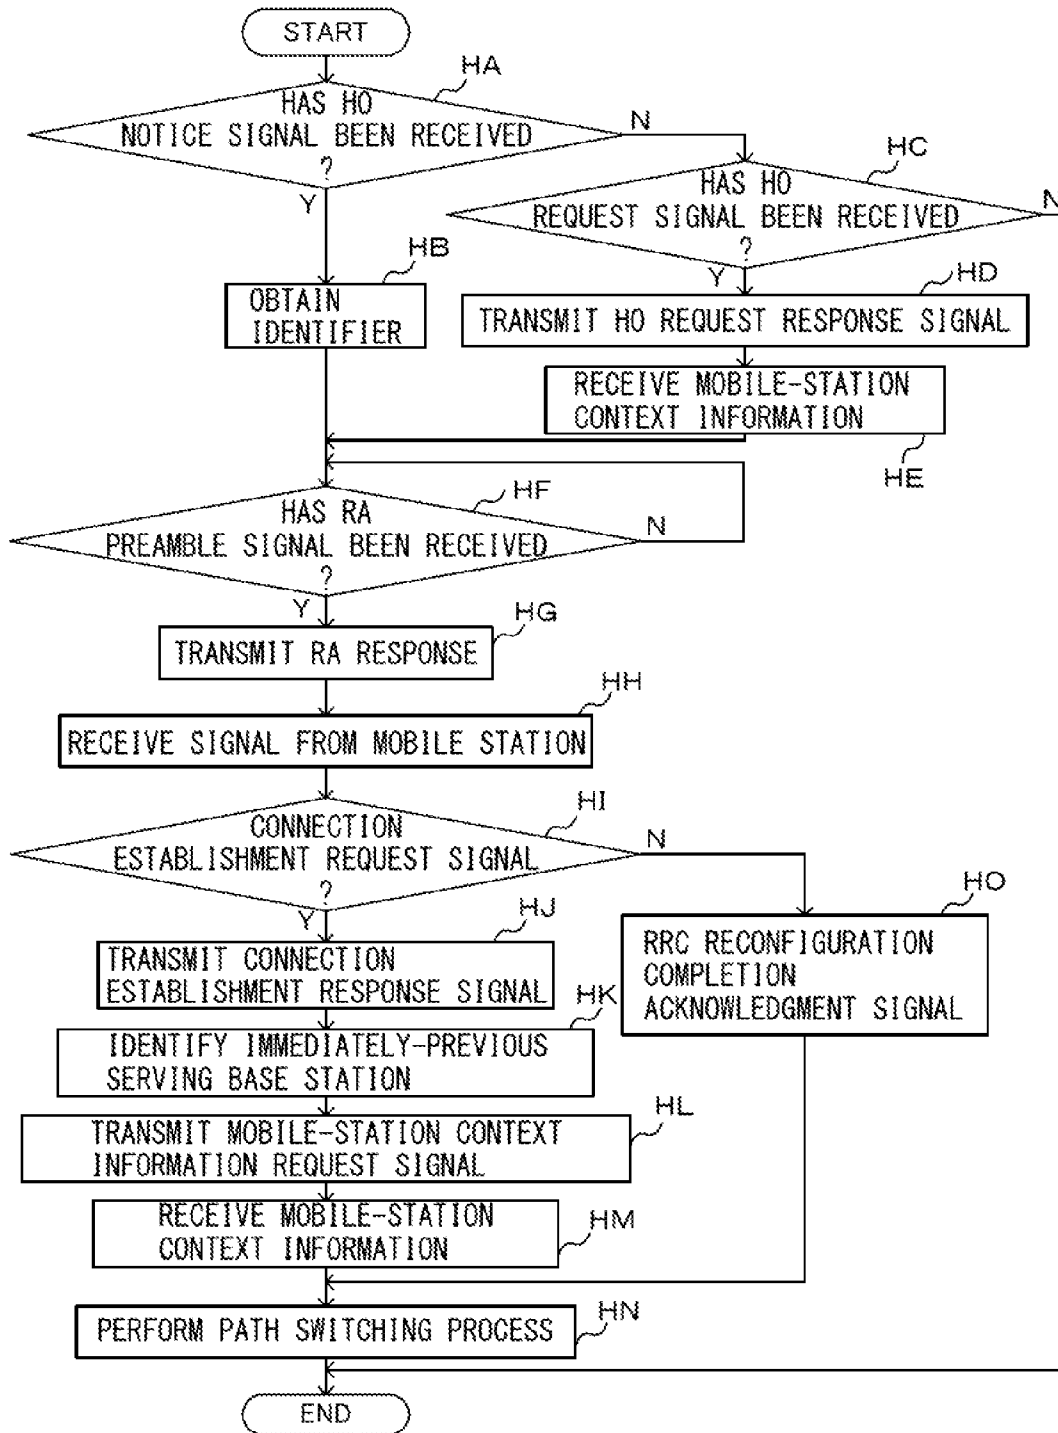 START
HA
HAS HO
NOTICE SIGNAL BEEN RECEIVED
?
N
Y
HC
HAS HO
REQUEST SIGNAL BEEN RECEIVED
?
N
Y
HB
OBTAIN
IDENTIFIER
HD
TRANSMIT HO REQUEST RESPONSE SIGNAL
RECEIVE MOBILE-STATION
CONTEXT INFORMATION
HE
HF
HAS RA
PREAMBLE SIGNAL BEEN RECEIVED
?
N
Y
HG
TRANSMIT RA RESPONSE
HH
RECEIVE SIGNAL FROM MOBILE STATION
HI
CONNECTION
ESTABLISHMENT REQUEST SIGNAL
?
N
Y
HJ
TRANSMIT CONNECTION
ESTABLISHMENT RESPONSE SIGNAL
HO
RRC RECONFIGURATION
COMPLETION
ACKNOWLEDGMENT SIGNAL
HK
IDENTIFY IMMEDIATELY-PREVIOUS
SERVING BASE STATION
HL
TRANSMIT MOBILE-STATION CONTEXT
INFORMATION REQUEST SIGNAL
RECEIVE MOBILE-STATION
CONTEXT INFORMATION
HM
HN
PERFORM PATH SWITCHING PROCESS
END